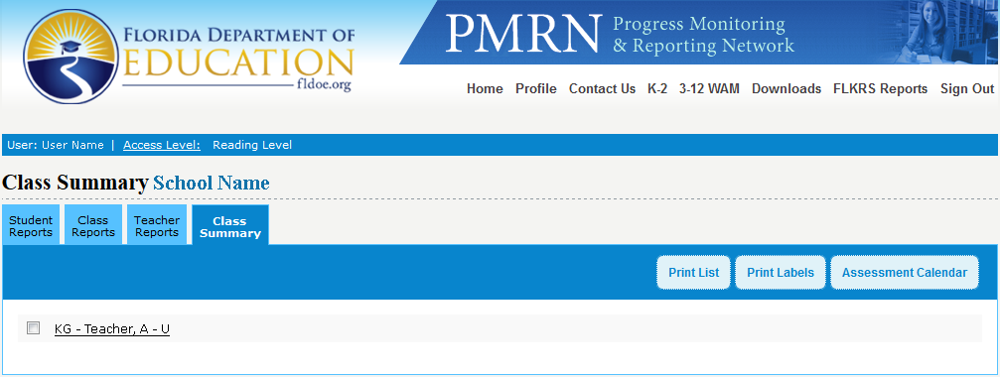 FLORIDA DEPARTMENT OF
EDUCATION
fldoe.org
PMRN Progress Monitoring
& Reporting Network
Home Profile Contact Us K-2 3-12 WAM Downloads FLKRS Reports Sign Out
User: User Name | Access Level: Reading Level
Class Summary School Name
Student Reports
Class Reports
Teacher Reports
Class Summary
Print List Print Labels Assessment Calendar
KG - Teacher, A - U